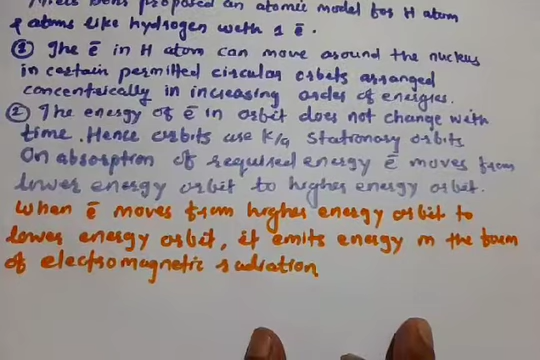 Niels Bohr proposed an atomic model for H atom
& atoms like hydrogen with 1 ē.
① The ē in H atom can move around the nucleus
in certain permitted circular orbits arranged
concentrically in increasing order of energies.
② The energy of ē in orbit does not change with
time. Hence orbits are K/a stationary orbits
On absorption of required energy ē moves from
lower energy orbit to higher energy orbit.
When ē moves from higher energy orbit to
lower energy orbit, it emits energy in the form
of electromagnetic radiation